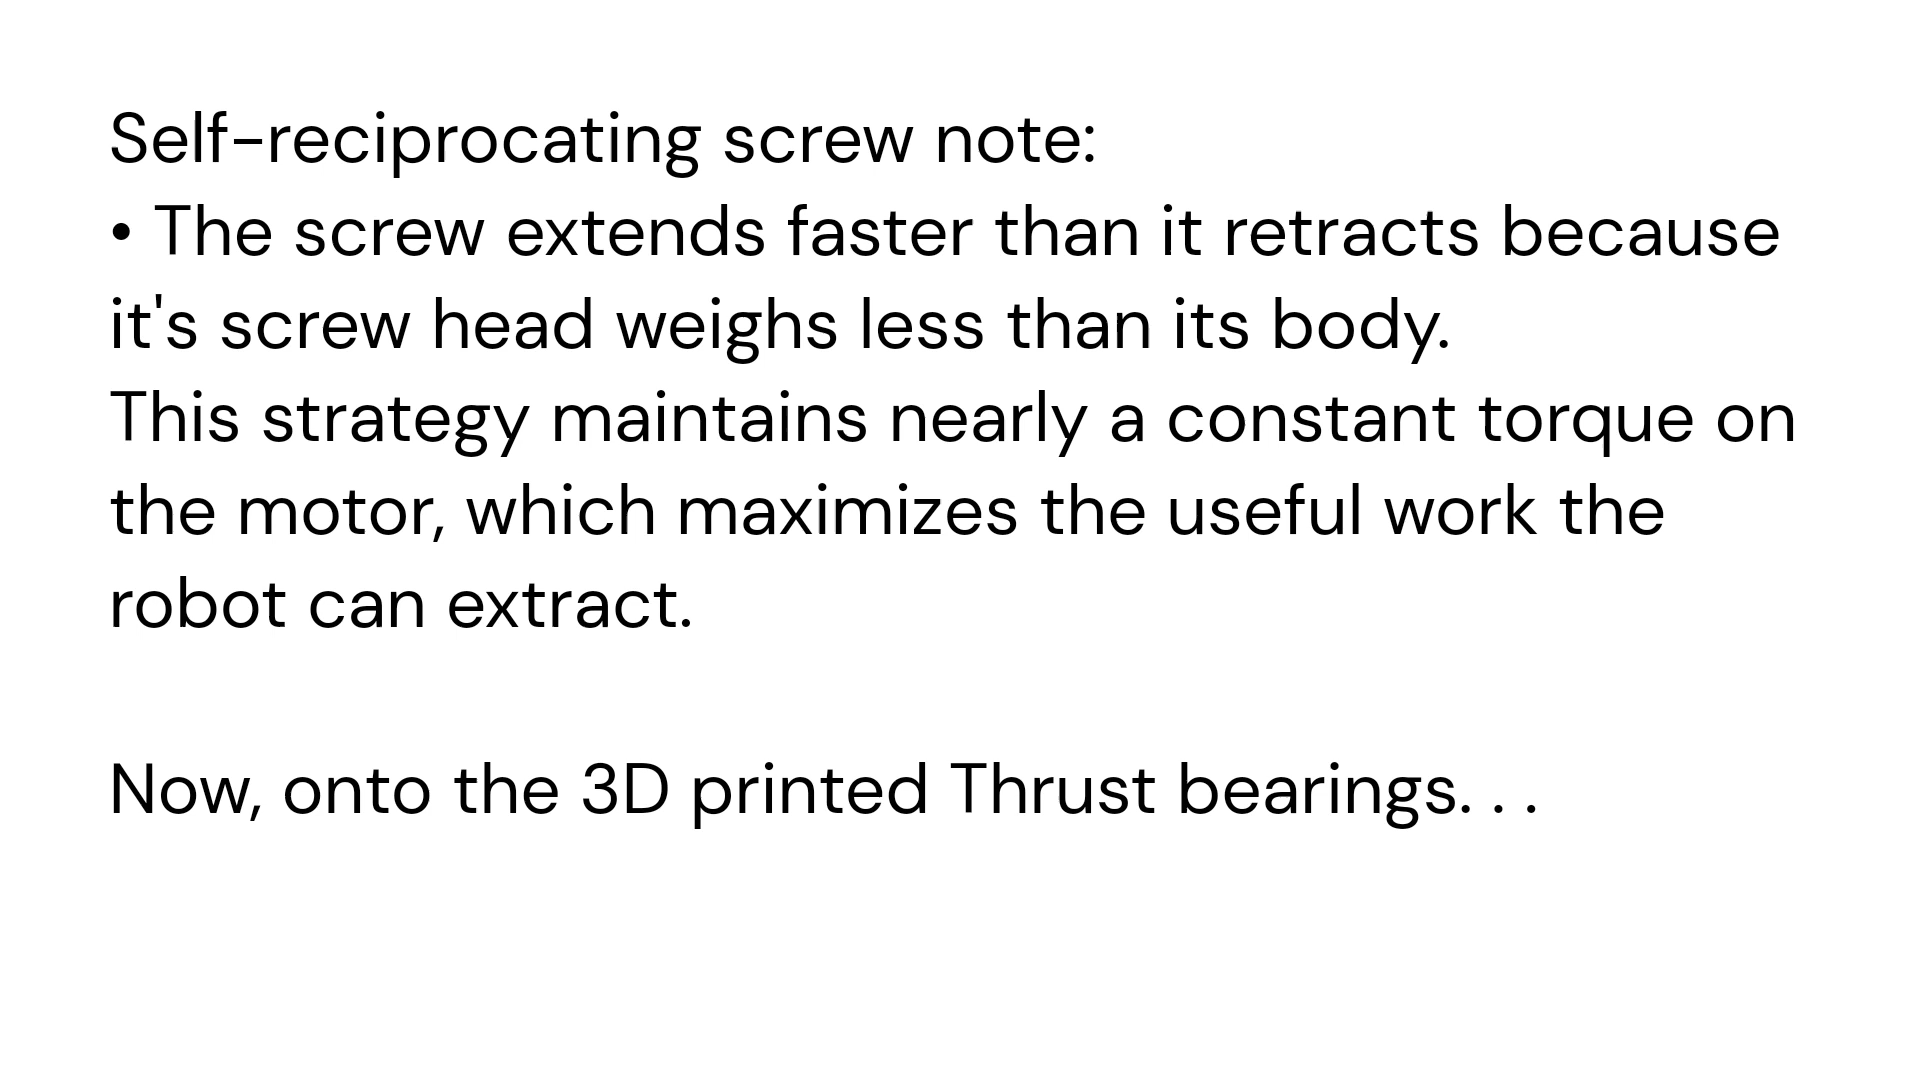 Self-reciprocating screw note:
• The screw extends faster than it retracts because
it's screw head weighs less than its body.
This strategy maintains nearly a constant torque on
the motor, which maximizes the useful work the
robot can extract.
Now, onto the 3D printed Thrust bearings. . .